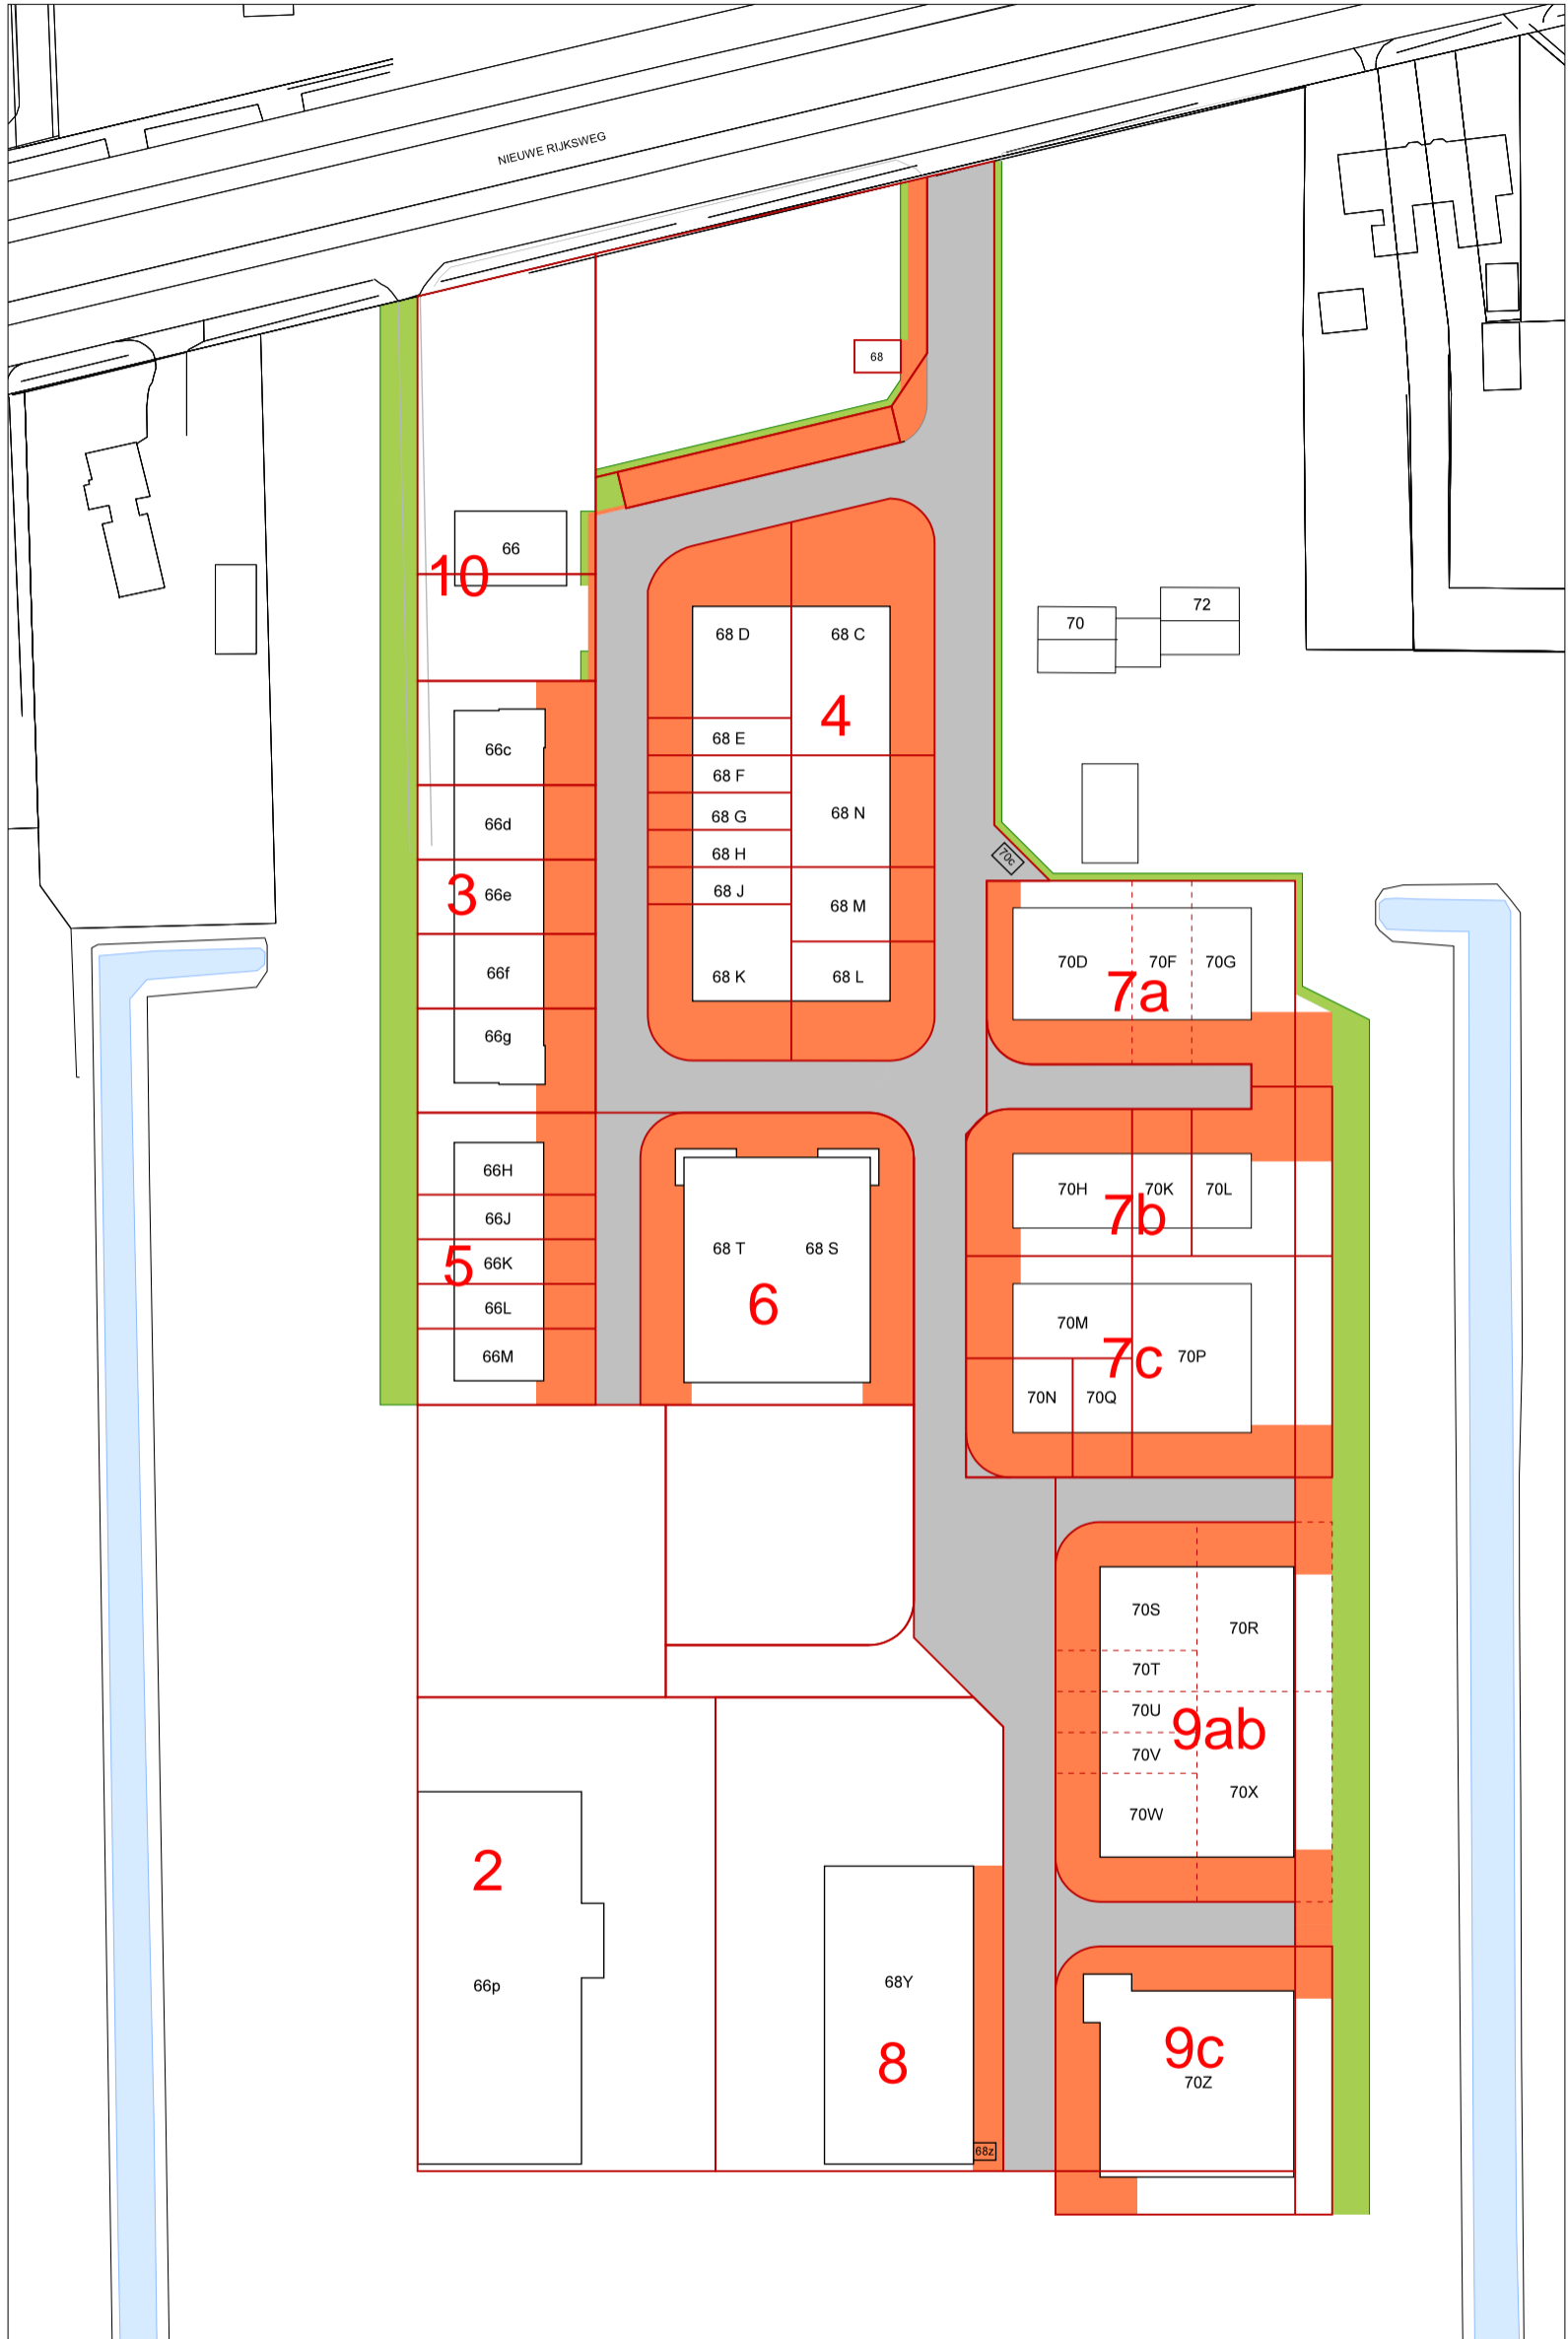 NIEUWE RIJKSWEG
68
66
10
68 D
68 C
4
68 E
68 F
68 G
68 N
68 H
68 J
68 M
68 K
68 L
70
72
66c
66d
3
66e
66f
66g
70c
70D
70F
70G
7a
66H
66J
5
66K
66L
66M
68 T
68 S
6
70H
70K
70L
7b
70M
7c
70P
70N
70Q
70S
70R
70T
70U
9ab
70V
70X
70W
2
66p
68Y
8
68z
9c
70Z